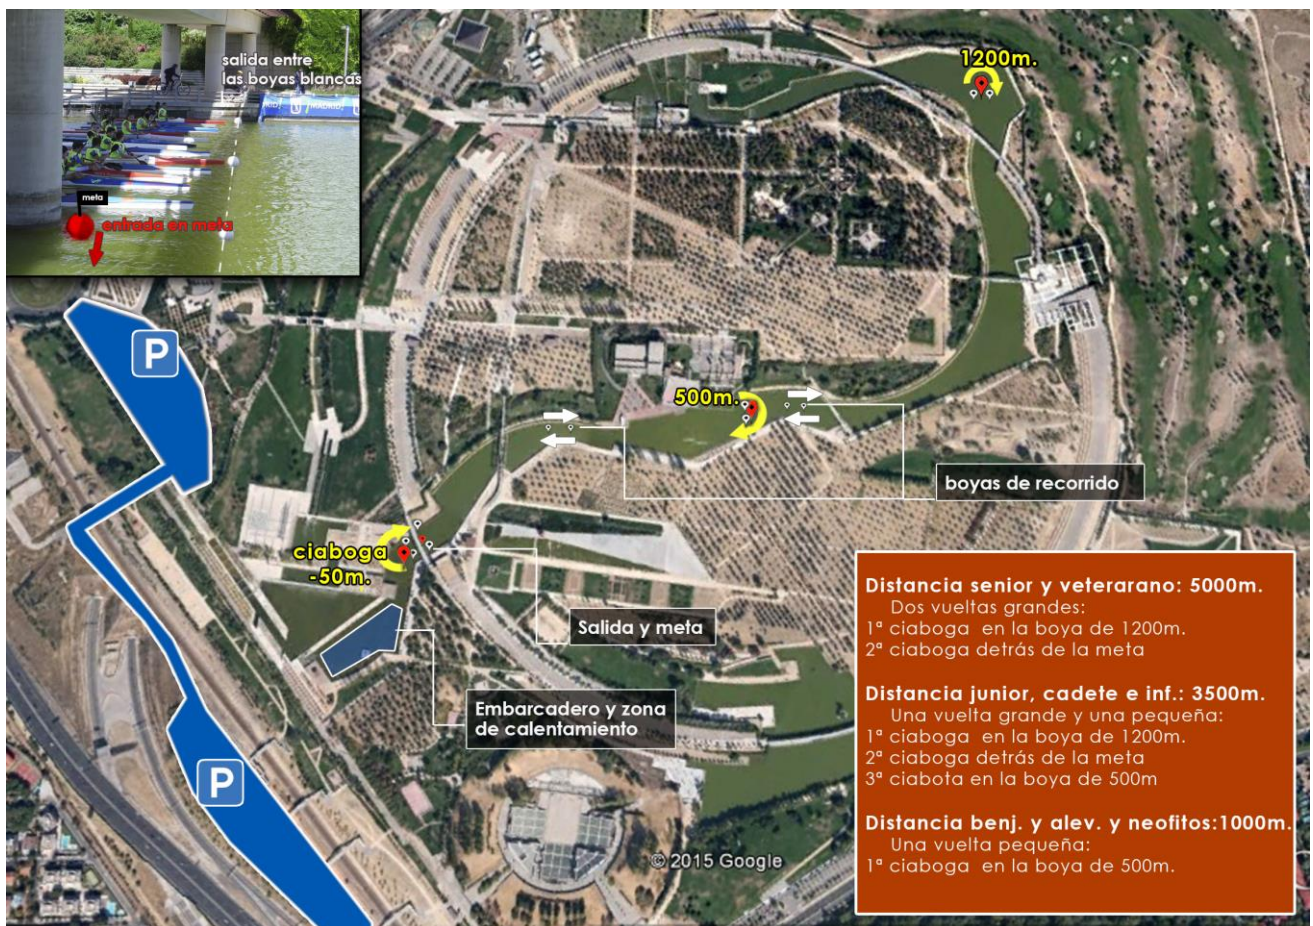 salida entre
las boyas blancas
MADRID
meta
entrada en meta
1200m.
P
500m.
boyas de recorrido
ciaboga
-50m.
Salida y meta
Embarcadero y zona
de calentamiento
P
© 2015 Google
Distancia senior y veterarano: 5000m.
Dos vueltas grandes:
1ª ciaboga en la boya de 1200m.
2ª ciaboga detrás de la meta
Distancia junior, cadete e inf.: 3500m.
Una vuelta grande y una pequeña:
1ª ciaboga en la boya de 1200m.
2ª ciaboga detrás de la meta
3ª ciabota en la boya de 500m
Distancia benj. y alev. y neofitos:1000m.
Una vuelta pequeña:
1ª ciaboga en la boya de 500m.